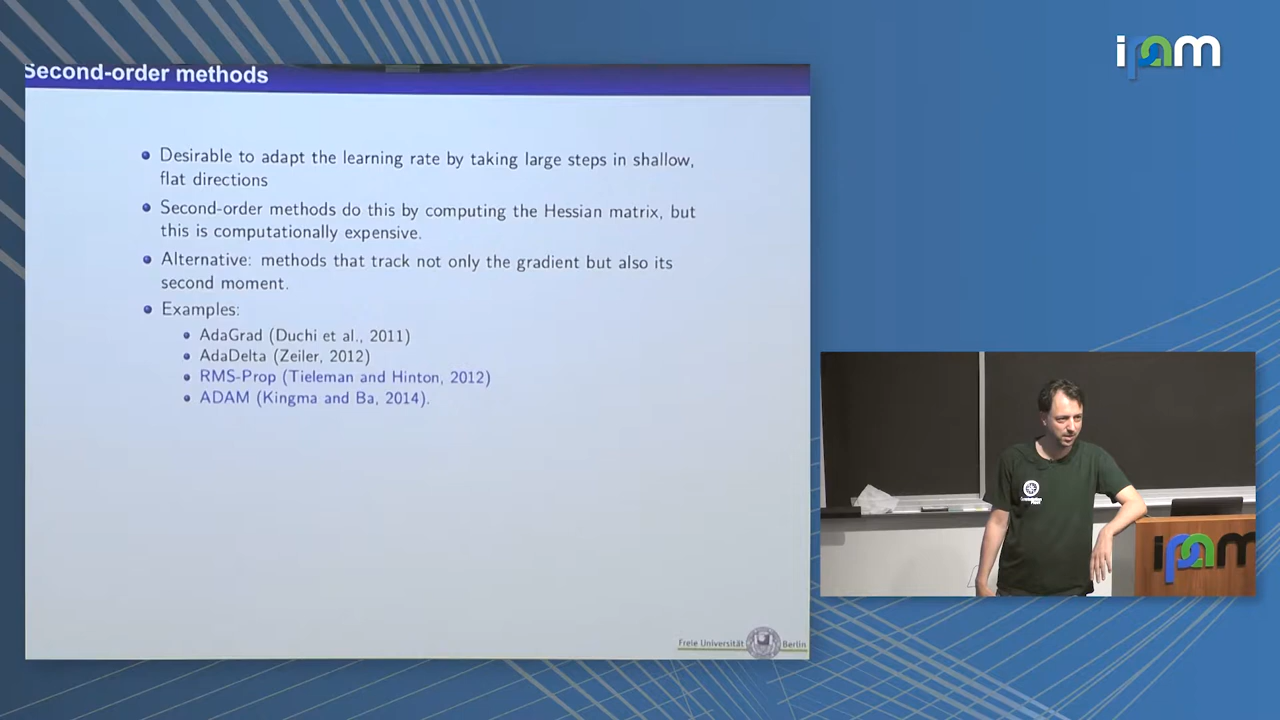 ipam
Second-order methods
Desirable to adapt the learning rate by taking large steps in shallow,
flat directions
Second-order methods do this by computing the Hessian matrix, but
this is computationally expensive.
Alternative: methods that track not only the gradient but also its
second moment.
Examples:
AdaGrad (Duchi et al., 2011)
AdaDelta (Zeiler, 2012)
RMS-Prop (Tieleman and Hinton, 2012)
ADAM (Kingma and Ba, 2014).
Freie Universität Berlin
ipam